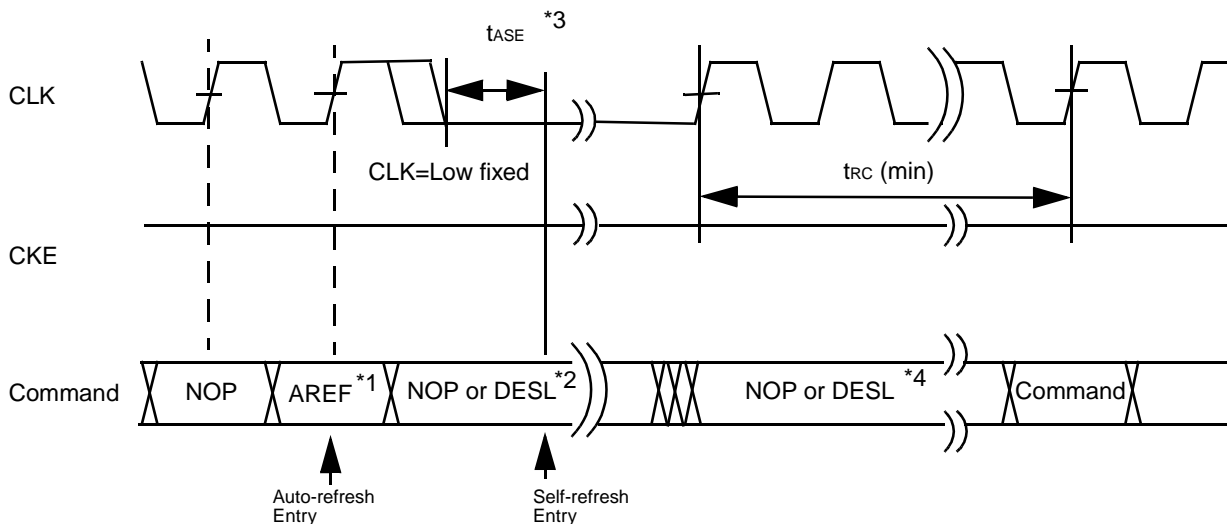 tASE *3
CLK
CLK=Low fixed
tRC (min)
CKE
Command
NOP
AREF*1
NOP or DESL*2
NOP or DESL*4
Command
Auto-refresh
Entry
Self-refresh
Entry